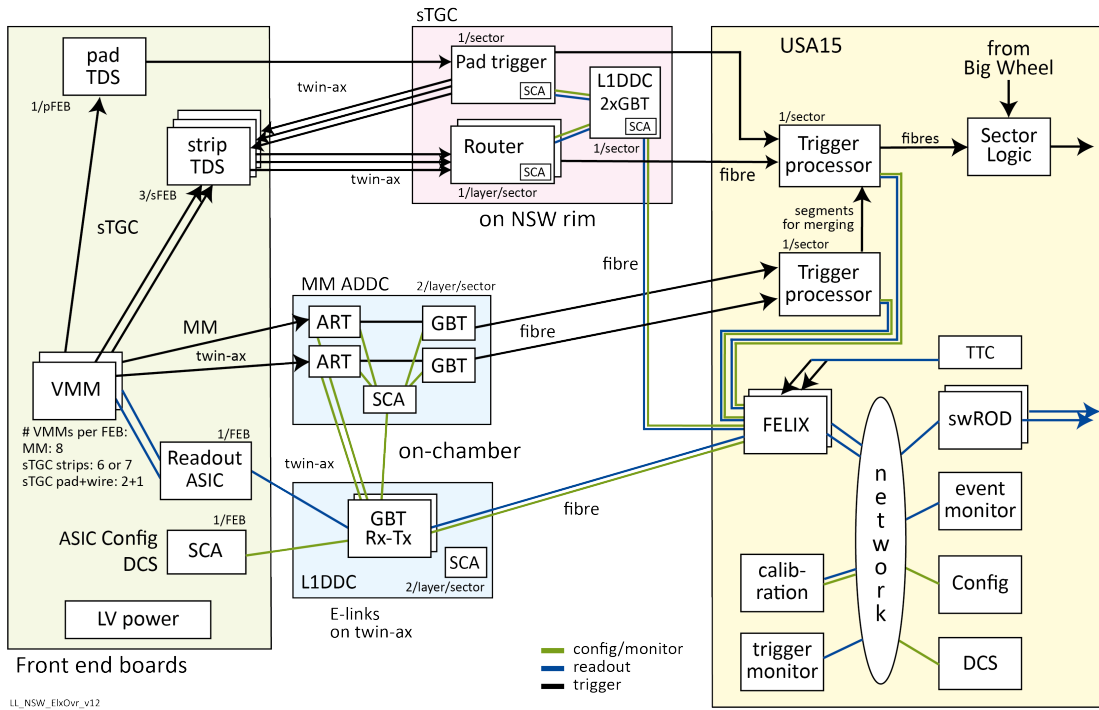 sTGC
USA15
pad
TDS
1/pFEB
twin-ax
1/sector
Pad trigger
SCA
L1DDC
2xGBT
SCA
1/sector
from
Big Wheel
1/sector
Trigger
processor
fibres
Sector
Logic
strip
TDS
3/sFEB
twin-ax
Router
SCA
1/layer/sector
fibre
on NSW rim
sTGC
segments
for merging
1/sector
Trigger
processor
fibre
MM ADDC
2/layer/sector
ART
GBT
ART
GBT
SCA
MM
twin-ax
fibre
TTC
VMM
# VMMs per FEB:
MM: 8
sTGC strips: 6 or 7
sTGC pad+wire: 2+1
1/FEB
Readout
ASIC
on-chamber
twin-ax
FELIX
swROD
network
event
monitor
1/FEB
ASIC Config
DCS
SCA
GBT
Rx-Tx
SCA
L1DDC
2/layer/sector
fibre
calib-
ration
Config
LV power
E-links
on twin-ax
trigger
monitor
DCS
config/monitor
readout
trigger
Front end boards
LL_NSW_ElxOvr_v12